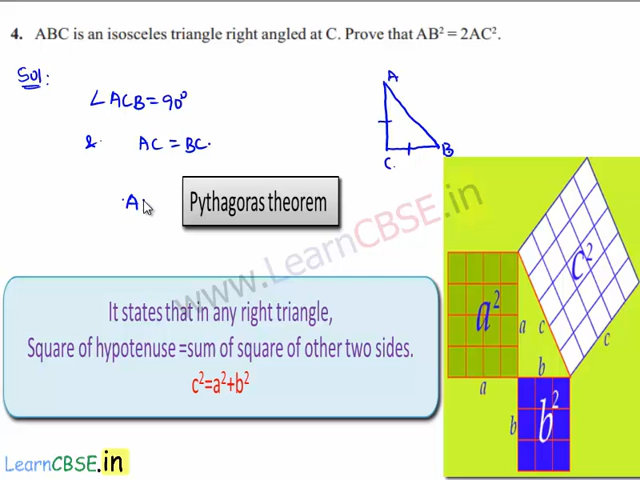 4. ABC is an isosceles triangle right angled at C. Prove that AB² = 2AC².
Sol:
∠ACB = 90°
& AC = BC.
A
B
C
A
Pythagoras theorem
www.LearnCBSE.in
It states that in any right triangle,
Square of hypotenuse =sum of square of other two sides.
c²=a²+b²
a²
c²
b²
a
c
c
b
a
b
LearnCBSE.in